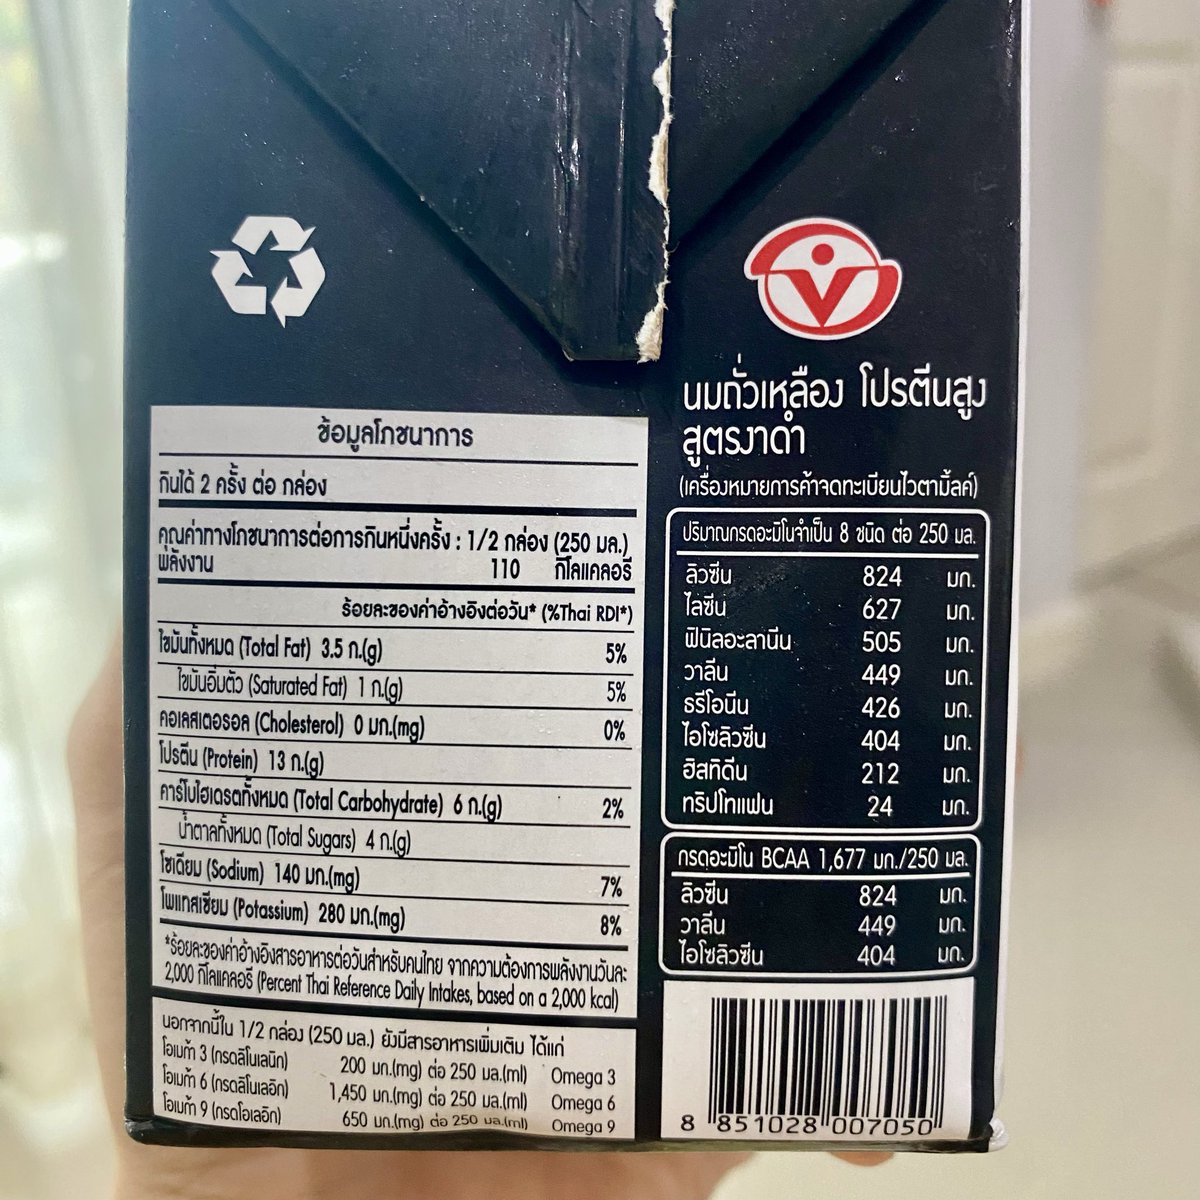 ข้อมูลโภชนาการ
กินได้ 2 ครั้ง ต่อ กล่อง
คุณค่าทางโภชนาการต่อการกินหนึ่งครั้ง : 1/2 กล่อง (250 มล.)
พลังงาน 110 กิโลแคลอรี
ร้อยละของค่าอ้างอิงต่อวัน* (%Thai RDI*)
ไขมันทั้งหมด (Total Fat) 3.5 ก.(g) 5%
ไขมันอิ่มตัว (Saturated Fat) 1 ก.(g) 5%
คอเลสเตอรอล (Cholesterol) 0 มก.(mg) 0%
โปรตีน (Protein) 13 ก.(g)
คาร์โบไฮเดรตทั้งหมด (Total Carbohydrate) 6 ก.(g) 2%
น้ำตาลทั้งหมด (Total Sugars) 4 ก.(g)
โซเดียม (Sodium) 140 มก.(mg) 7%
โพแทสเซียม (Potassium) 280 มก.(mg) 8%
*ร้อยละของค่าอ้างอิงสารอาหารต่อวันสำหรับคนไทย จากความต้องการพลังงานวันละ
2,000 กิโลแคลอรี (Percent Thai Reference Daily Intakes, based on a 2,000 kcal)
นอกจากนี้ใน 1/2 กล่อง (250 มล.) ยังมีสารอาหารเพิ่มเติม ได้แก่
โอเมก้า 3 (กรดลิโนเลนิก) 200 มก.(mg) ต่อ 250 มล.(ml) Omega 3
โอเมก้า 6 (กรดลิโนเลอิก) 1,450 มก.(mg) ต่อ 250 มล.(ml) Omega 6
โอเมก้า 9 (กรดโอเลอิก) 650 มก.(mg) ต่อ 250 มล.(ml) Omega 9
V
นมถั่วเหลือง โปรตีนสูง
สูตรงาดำ
(เครื่องหมายการค้าจดทะเบียนไวตามิ้ลค์)
ปริมาณกรดอะมิโนจำเป็น 8 ชนิด ต่อ 250 มล.
ลิวซีน 824 มก.
ไลซีน 627 มก.
ฟินิลอะลานีน 505 มก.
วาลีน 449 มก.
ธรีโอนีน 426 มก.
ไอโซลิวซีน 404 มก.
ฮิสทิดีน 212 มก.
ทริปโทแฟน 24 มก.
กรดอะมิโน BCAA 1,677 มก./250 มล.
ลิวซีน 824 มก.
วาลีน 449 มก.
ไอโซลิวซีน 404 มก.
8 851028 007050